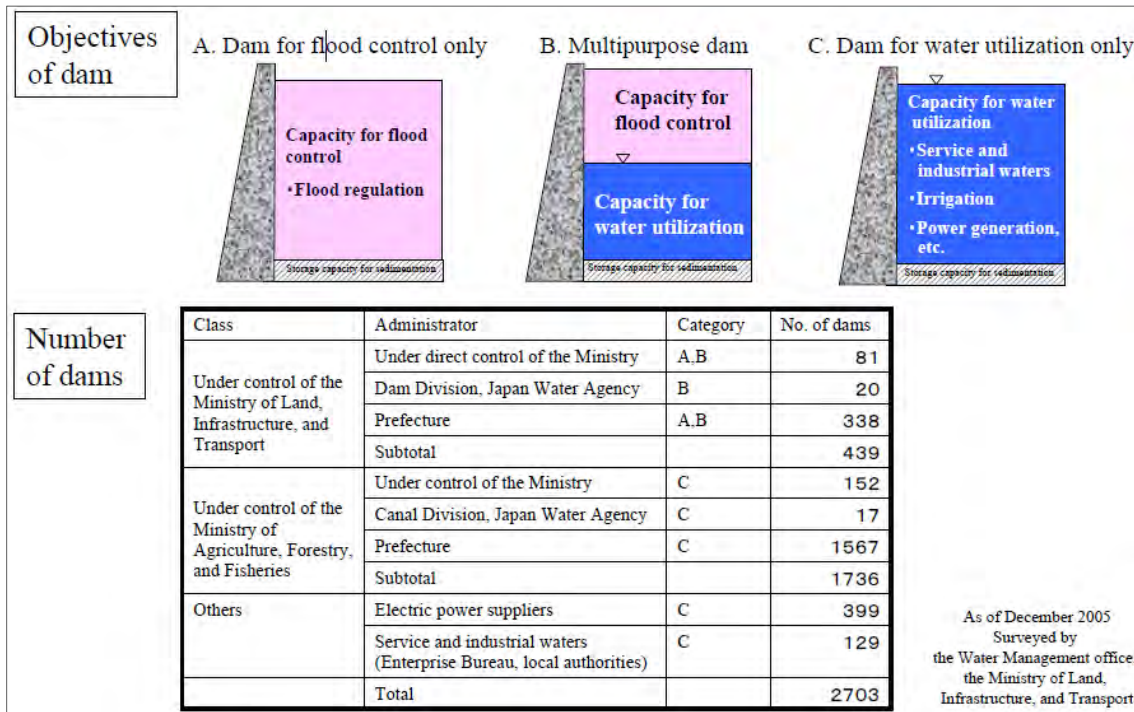 Objectives
of dam
A. Dam for flood control only
B. Multipurpose dam
C. Dam for water utilization only
Capacity for flood
control
・Flood regulation
Storage capacity for sedimentation
Capacity for
flood control
Capacity for
water utilization
Storage capacity for sedimentation
Capacity for water
utilization
・Service and
industrial waters
・Irrigation
・Power generation,
etc.
Storage capacity for sedimentation
Number
of dams
Class Administrator Category No. of dams
Under control of the
Ministry of Land,
Infrastructure, and
Transport
Under direct control of the Ministry A,B 81
Dam Division, Japan Water Agency B 20
Prefecture A,B 338
Subtotal 439
Under control of the
Ministry of
Agriculture, Forestry,
and Fisheries
Under control of the Ministry C 152
Canal Division, Japan Water Agency C 17
Prefecture C 1567
Subtotal 1736
Others Electric power suppliers C 399
Service and industrial waters
(Enterprise Bureau, local authorities) C 129
Total 2703
As of December 2005
Surveyed by
the Water Management office
the Ministry of Land,
Infrastructure, and Transport